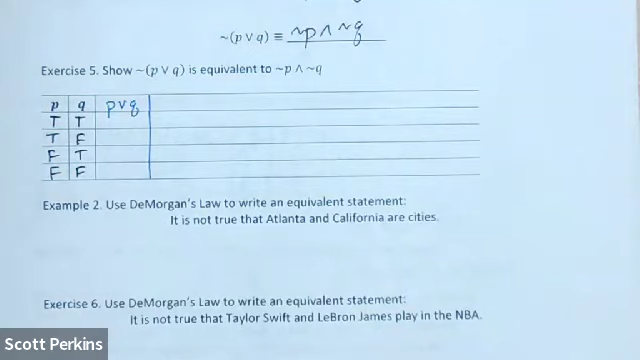 ~(p ∨ q) ≡ ~p ∧ ~q
Exercise 5. Show ~(p ∨ q) is equivalent to ~p ∧ ~q
p q p∨q
T T
T F
F T
F F
Example 2. Use DeMorgan's Law to write an equivalent statement:
It is not true that Atlanta and California are cities.
Exercise 6. Use DeMorgan's Law to write an equivalent statement:
It is not true that Taylor Swift and LeBron James play in the NBA.
Scott Perkins